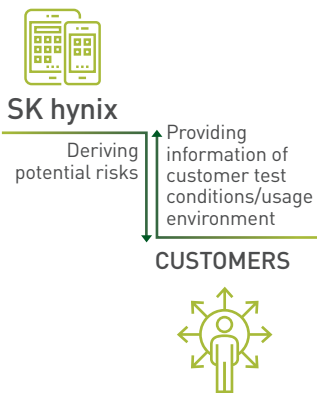 SK hynix
Deriving
potential risks
Providing
information of
customer test
conditions/usage
environment
CUSTOMERS